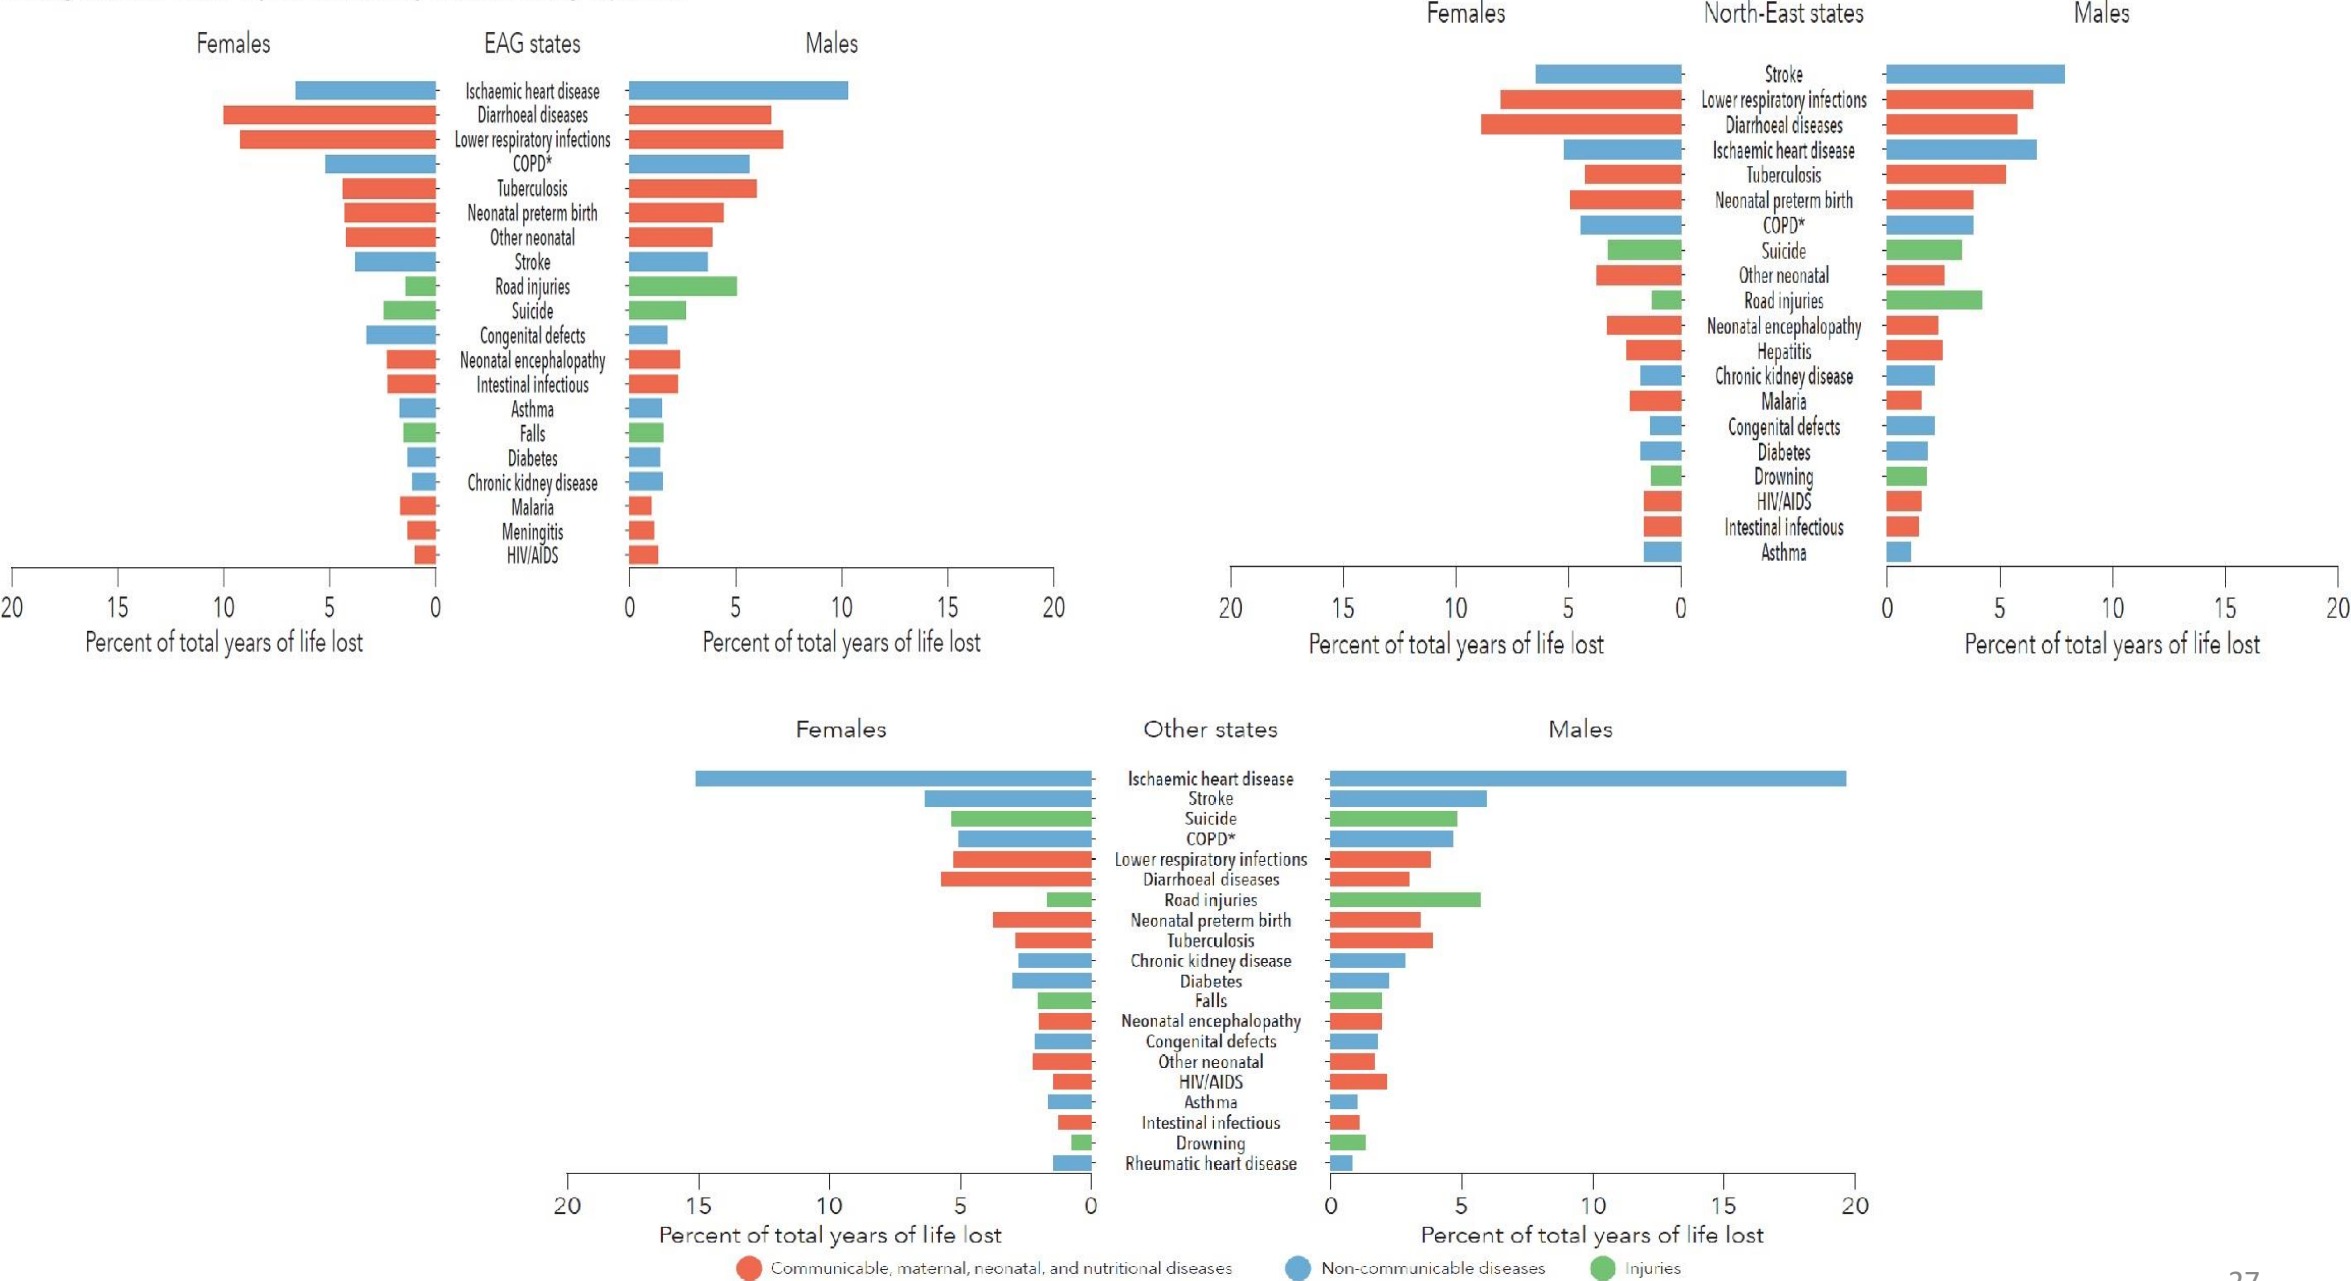 Females EAG states Males
Ischaemic heart disease
Diarrhoeal diseases
Lower respiratory infections
COPD*
Tuberculosis
Neonatal preterm birth
Other neonatal
Stroke
Road injuries
Suicide
Congenital defects
Neonatal encephalopathy
Intestinal infectious
Asthma
Falls
Diabetes
Chronic kidney disease
Malaria
Meningitis
HIV/AIDS
20 15 10 5 0 0 5 10 15 20
Percent of total years of life lost Percent of total years of life lost
Females North-East states Males
Stroke
Lower respiratory infections
Diarrhoeal diseases
Ischaemic heart disease
Tuberculosis
Neonatal preterm birth
COPD*
Suicide
Other neonatal
Road injuries
Neonatal encephalopathy
Hepatitis
Chronic kidney disease
Malaria
Congenital defects
Diabetes
Drowning
HIV/AIDS
Intestinal infectious
Asthma
20 15 10 5 0 0 5 10 15 20
Percent of total years of life lost Percent of total years of life lost
Females Other states Males
Ischaemic heart disease
Stroke
Suicide
COPD*
Lower respiratory infections
Diarrhoeal diseases
Road injuries
Neonatal preterm birth
Tuberculosis
Chronic kidney disease
Diabetes
Falls
Neonatal encephalopathy
Congenital defects
Other neonatal
HIV/AIDS
Asthma
Intestinal infectious
Drowning
Rheumatic heart disease
20 15 10 5 0 0 5 10 15 20
Percent of total years of life lost Percent of total years of life lost
Communicable, maternal, neonatal, and nutritional diseases Non-communicable diseases Injuries